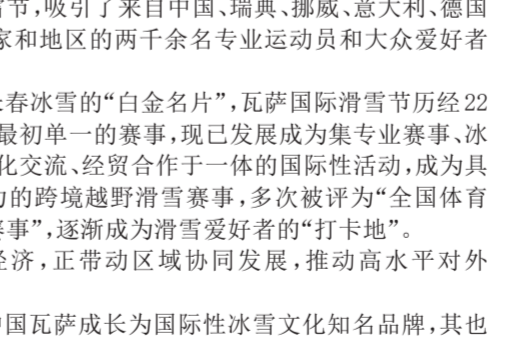 节,吸引了来自中国、瑞典、挪威、意大利、德国
家和地区的两千余名专业运动员和大众爱好者
春冰雪的“白金名片”,瓦萨国际滑雪节历经22
最初单一的赛事,现已发展成为集专业赛事、冰
化交流、经贸合作于一体的国际性活动,成为具
力的跨境越野滑雪赛事,多次被评为“全国体育
赛事”,逐渐成为滑雪爱好者的“打卡地”。
经济,正带动区域协同发展,推动高水平对外
中国瓦萨成长为国际性冰雪文化知名品牌,其也